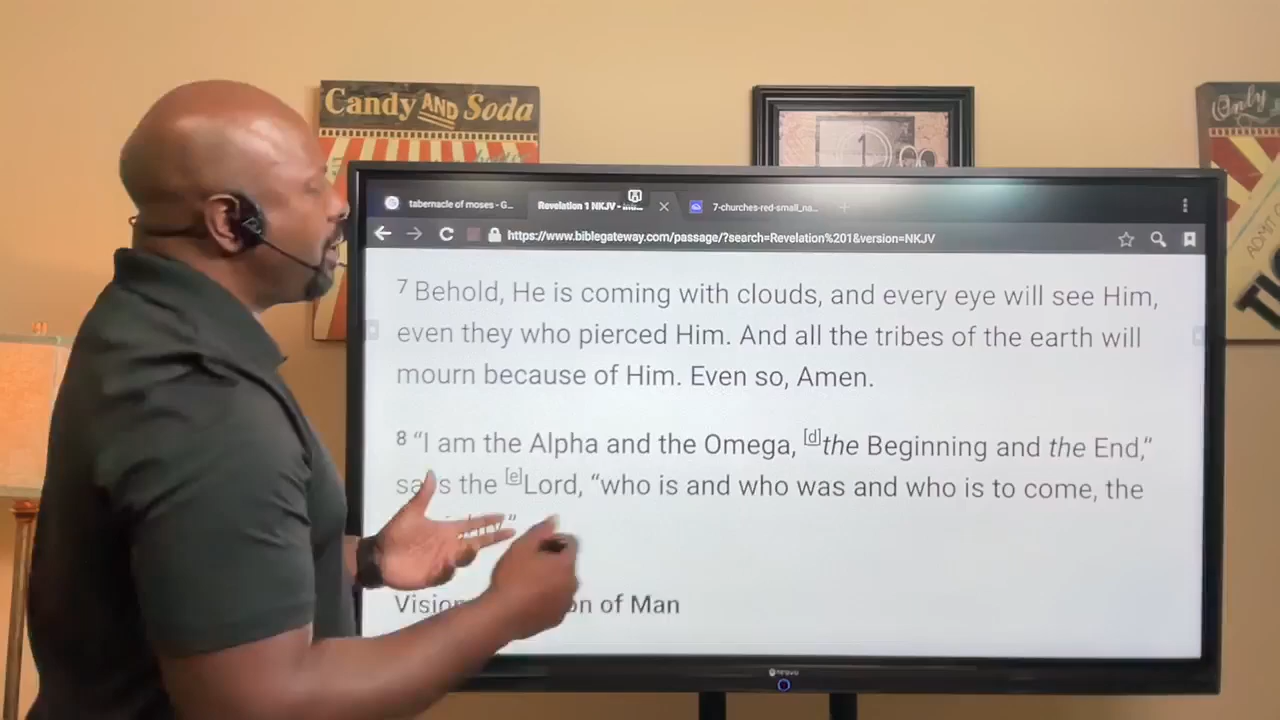 Candy AND Soda
Only
1
ADMIT
tabernacle of moses - G...
Revelation 1 NKJV -
7-churches-red-small_na...
https://www.biblegateway.com/passage/?search=Revelation%201&version=NKJV
7 Behold, He is coming with clouds, and every eye will see Him,
even they who pierced Him. And all the tribes of the earth will
mourn because of Him. Even so, Amen.
8 “I am the Alpha and the Omega, [d]the Beginning and the End,”
says the [e]Lord, “who is and who was and who is to come, the
”
of Man